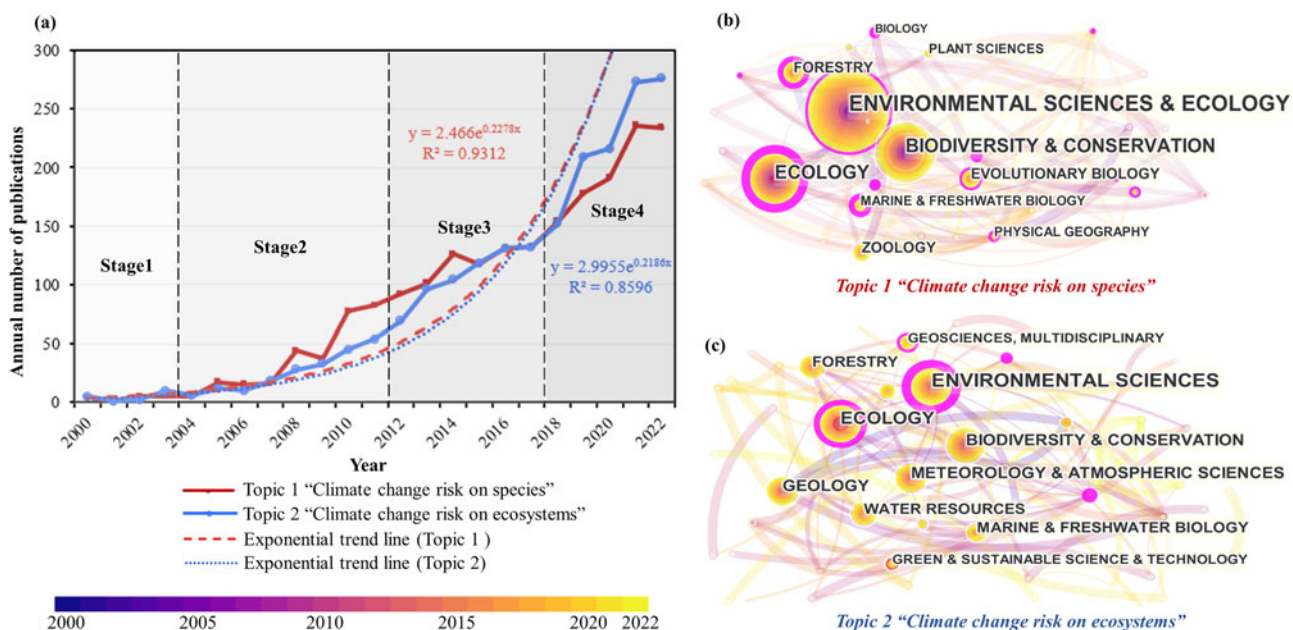 (a)
Annual number of publications
300
250
200
150
100
50
0
Stage1
Stage2
Stage3
Stage4
y = 2.466e^0.2278x
R² = 0.9312
y = 2.9955e^0.2186x
R² = 0.8596
2000
2002
2004
2006
2008
2010
2012
2014
2016
2018
2020
2022
Year
Topic 1 “Climate change risk on species”
Topic 2 “Climate change risk on ecosystems”
Exponential trend line (Topic 1 )
Exponential trend line (Topic 2)
2000 2005 2010 2015 2020 2022
(b)
BIOLOGY
PLANT SCIENCES
FORESTRY
ENVIRONMENTAL SCIENCES & ECOLOGY
BIODIVERSITY & CONSERVATION
ECOLOGY
EVOLUTIONARY BIOLOGY
MARINE & FRESHWATER BIOLOGY
PHYSICAL GEOGRAPHY
ZOOLOGY
Topic 1 “Climate change risk on species”
(c)
GEOSCIENCES, MULTIDISCIPLINARY
FORESTRY
ENVIRONMENTAL SCIENCES
ECOLOGY
BIODIVERSITY & CONSERVATION
METEOROLOGY & ATMOSPHERIC SCIENCES
GEOLOGY
WATER RESOURCES
MARINE & FRESHWATER BIOLOGY
GREEN & SUSTAINABLE SCIENCE & TECHNOLOGY
Topic 2 “Climate change risk on ecosystems”